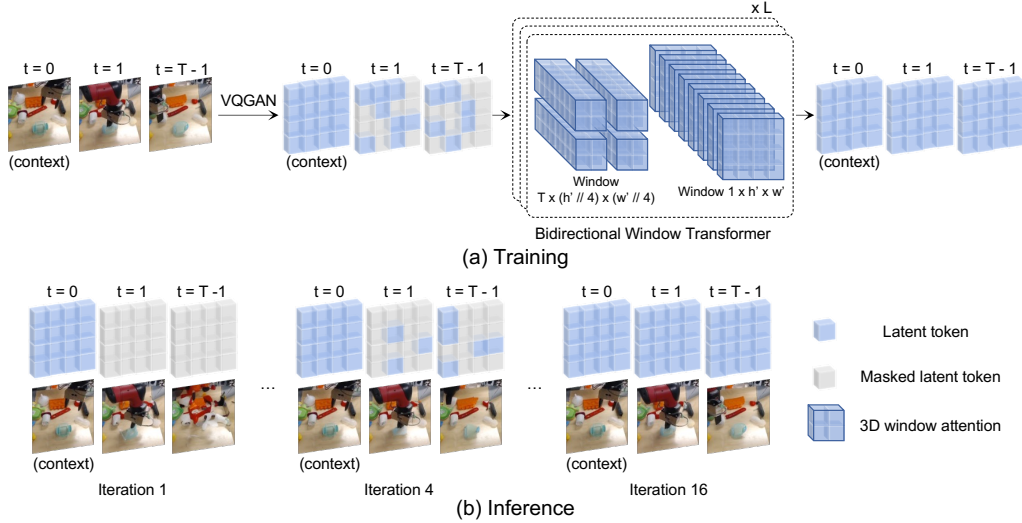 x L
t = 0 t = 1 t = T - 1
VQGAN
t = 0 t = 1 t = T - 1
t = 0 t = 1 t = T - 1
(context)
(context)
Window
T x (h' // 4) x (w' // 4)
Window 1 x h' x w'
(context)
Bidirectional Window Transformer
(a) Training
t = 0 t = 1 t = T -1
t = 0 t = 1 t = T - 1
t = 0 t = 1 t = T - 1
Latent token
Masked latent token
3D window attention
...
...
(context)
(context)
(context)
Iteration 1
Iteration 4
Iteration 16
(b) Inference